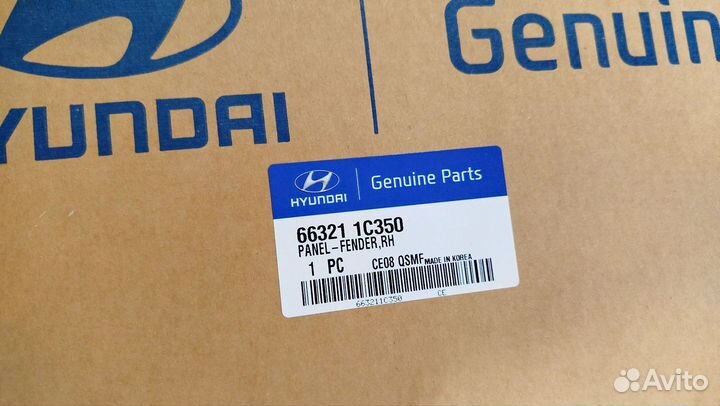 Genuin
HYUNDAI
HYUNDAI
Genuine Parts
66321 1C350
PANEL-FENDER,RH
1 PC CE08 QSMF MADE IN KOREA
663211C350 CE
Avito